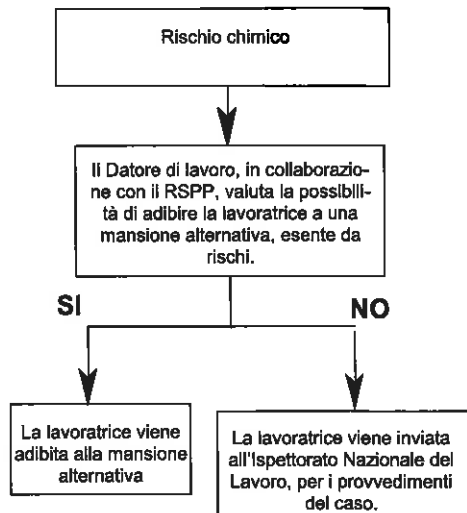 Rischio chimico
Il Datore di lavoro, in collaborazio-
ne con il RSPP, valuta la possibili-
tà di adibire la lavoratrice a una
mansione alternativa, esente da
rischi.
SI
NO
La lavoratrice viene
adibita alla mansione
alternativa
La lavoratrice viene inviata
all'Ispettorato Nazionale del
Lavoro, per i provvedimenti
del caso.